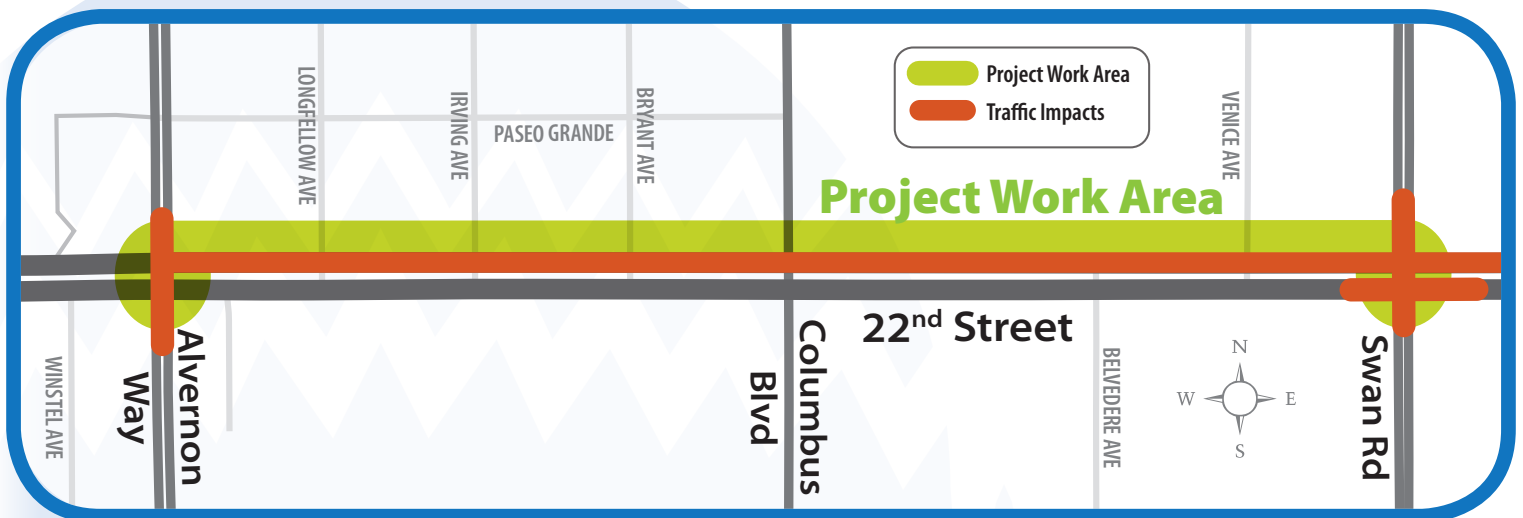 Project Work Area
Traffic Impacts
LONGFELLOW AVE
IRVING AVE
BRYANT AVE
VENICE AVE
PASEO GRANDE
Project Work Area
22nd Street
WINSTEL AVE
Alvernon
Way
Columbus
Blvd
BELVEDERE AVE
N
W
E
S
Swan Rd